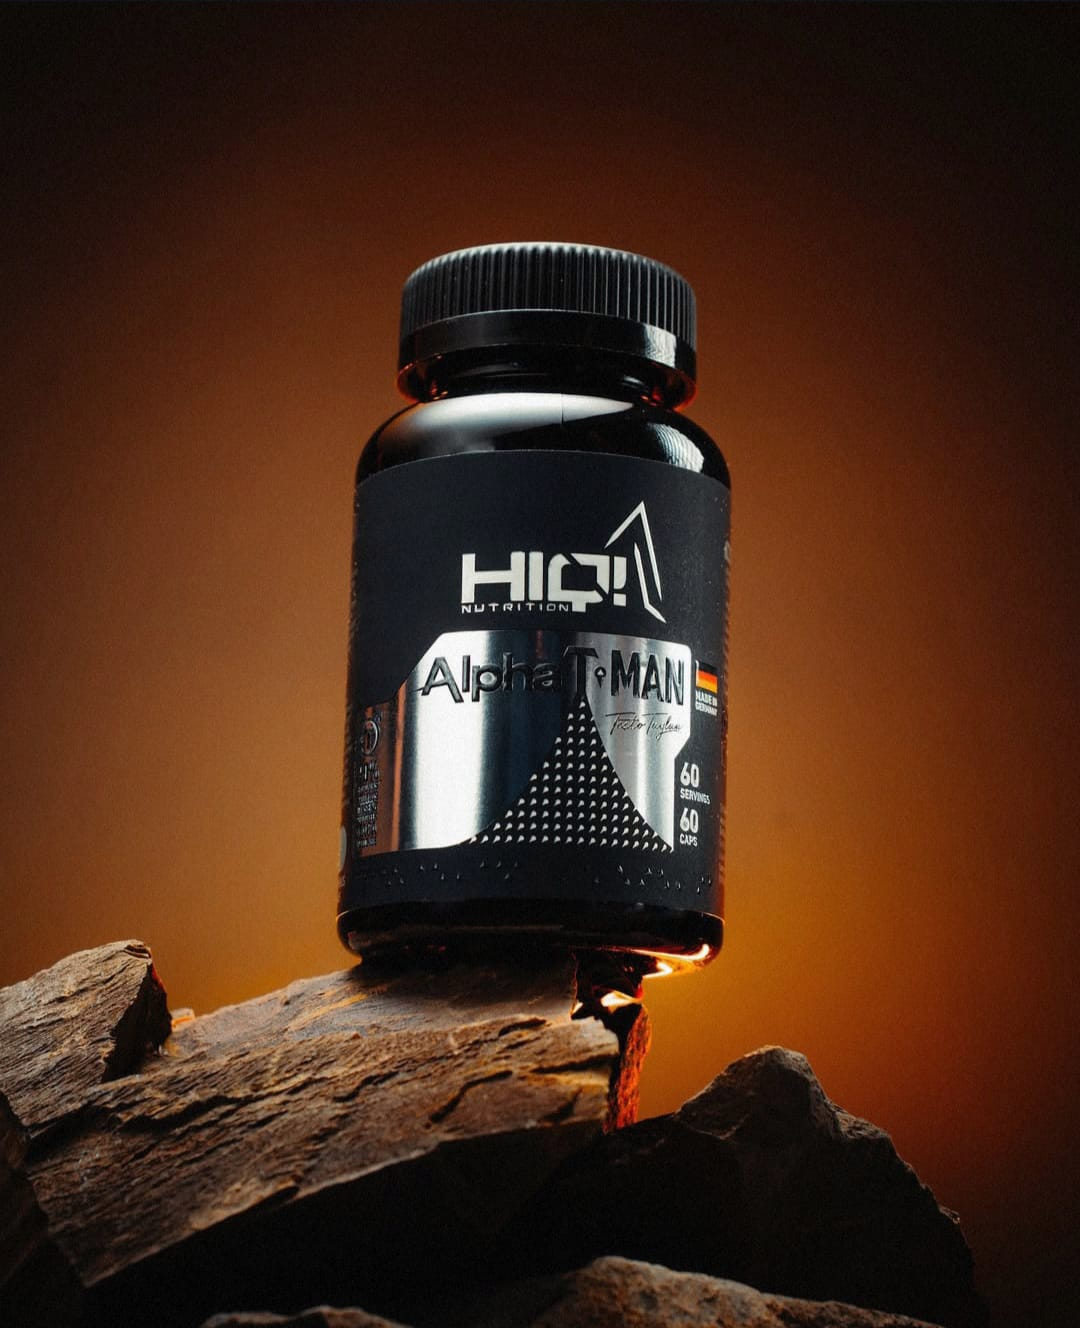 HIQ!
NUTRITION
AlphaT•MAN
MADE IN
GERMANY
60
SERVINGS
60
CAPS